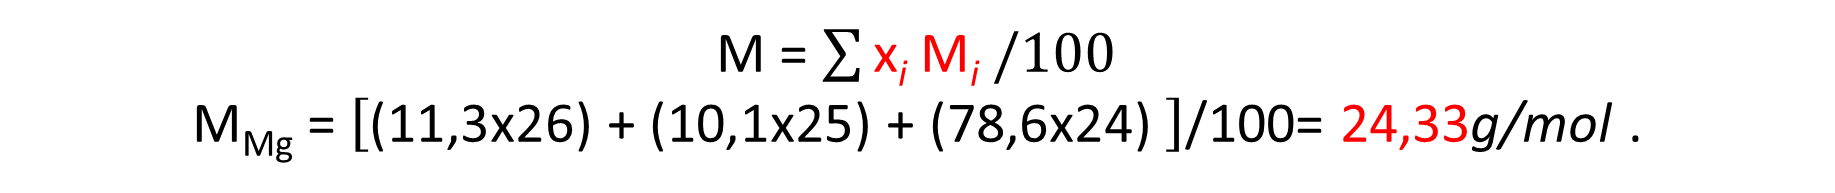 M = ∑ xᵢ Mᵢ /100
M_Mg = [(11,3x26) + (10,1x25) + (78,6x24) ]/100= 24,33g/mol .